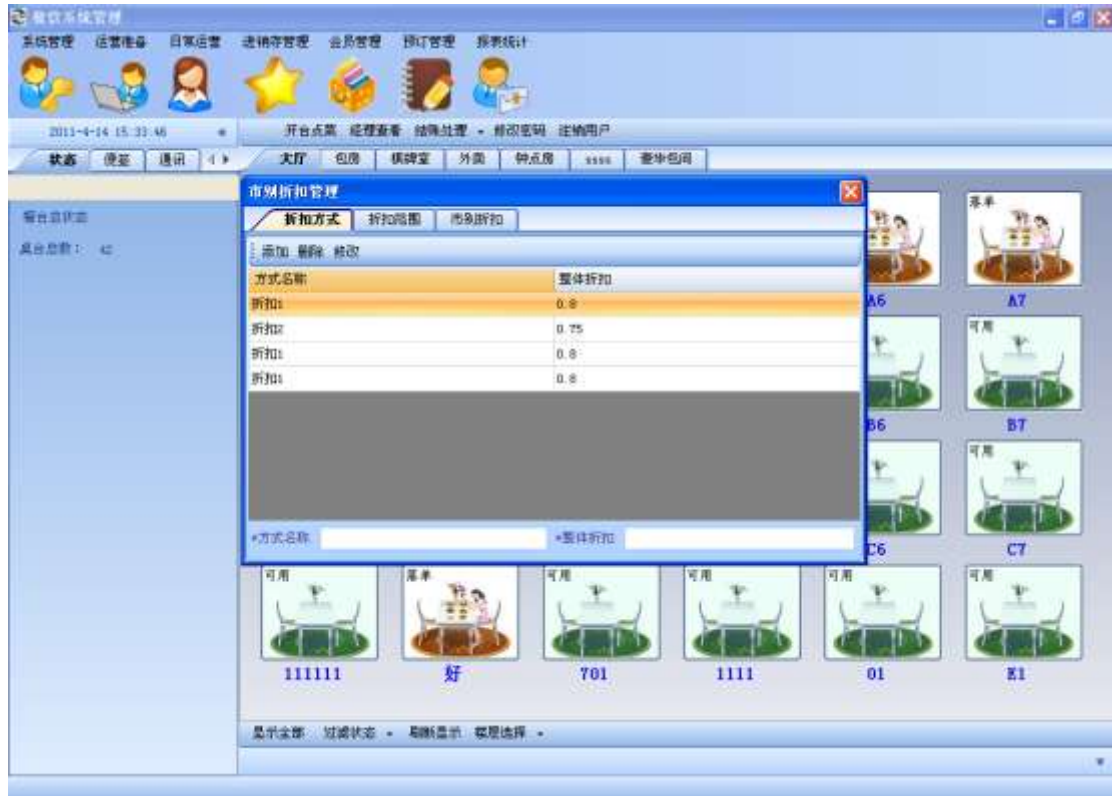 餐饮系统管理
系统管理 运营准备 日常运营 进销存管理 会员管理 预订管理 报表统计
2011-4-14 15:33:46
开台点菜 经理查看 结账处理 修改密码 注销用户
状态 便签 通讯
大厅 包房 棋牌室 外卖 钟点房 ssss 豪华包间
市别折扣管理
折扣方式 折扣范围 市别折扣
添加 删除 修改
方式名称 整体折扣
折扣1 0.8
折扣2 0.75
折扣1 0.8
折扣1 0.8
*方式名称 *整体折扣
餐台总状态
桌台总数： 42
落单
A6 A7
可用
B6 B7
可用
C6 C7
可用 落单 可用 可用 可用 可用
111111 好 701 1111 01 E1
显示全部 过滤状态 刷新显示 楼层选择